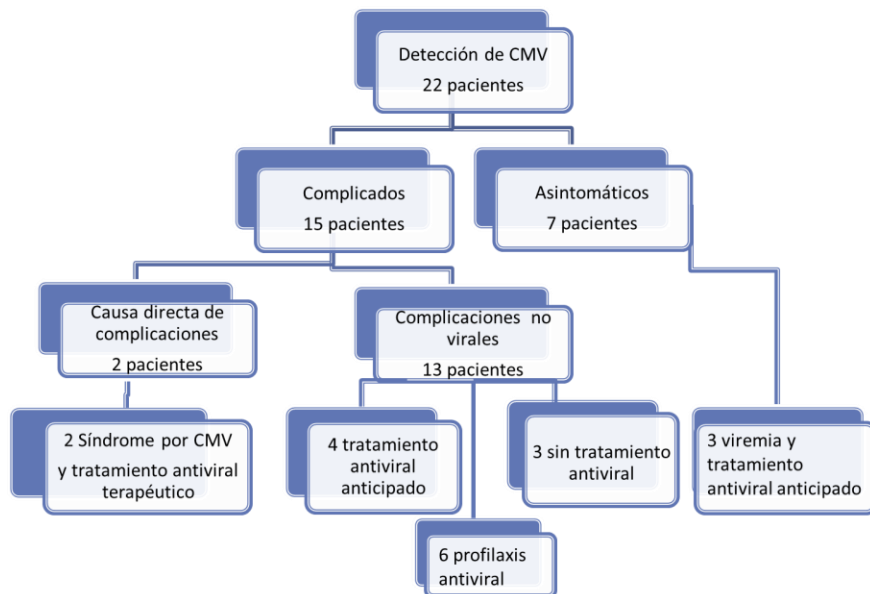 Detección de CMV
22 pacientes
Complicados
15 pacientes
Asintomáticos
7 pacientes
Causa directa de
complicaciones
2 pacientes
Complicaciones no
virales
13 pacientes
2 Síndrome por CMV
y tratamiento antiviral
terapéutico
4 tratamiento
antiviral
anticipado
3 sin tratamiento
antiviral
3 viremia y
tratamiento
antiviral anticipado
6 profilaxis
antiviral